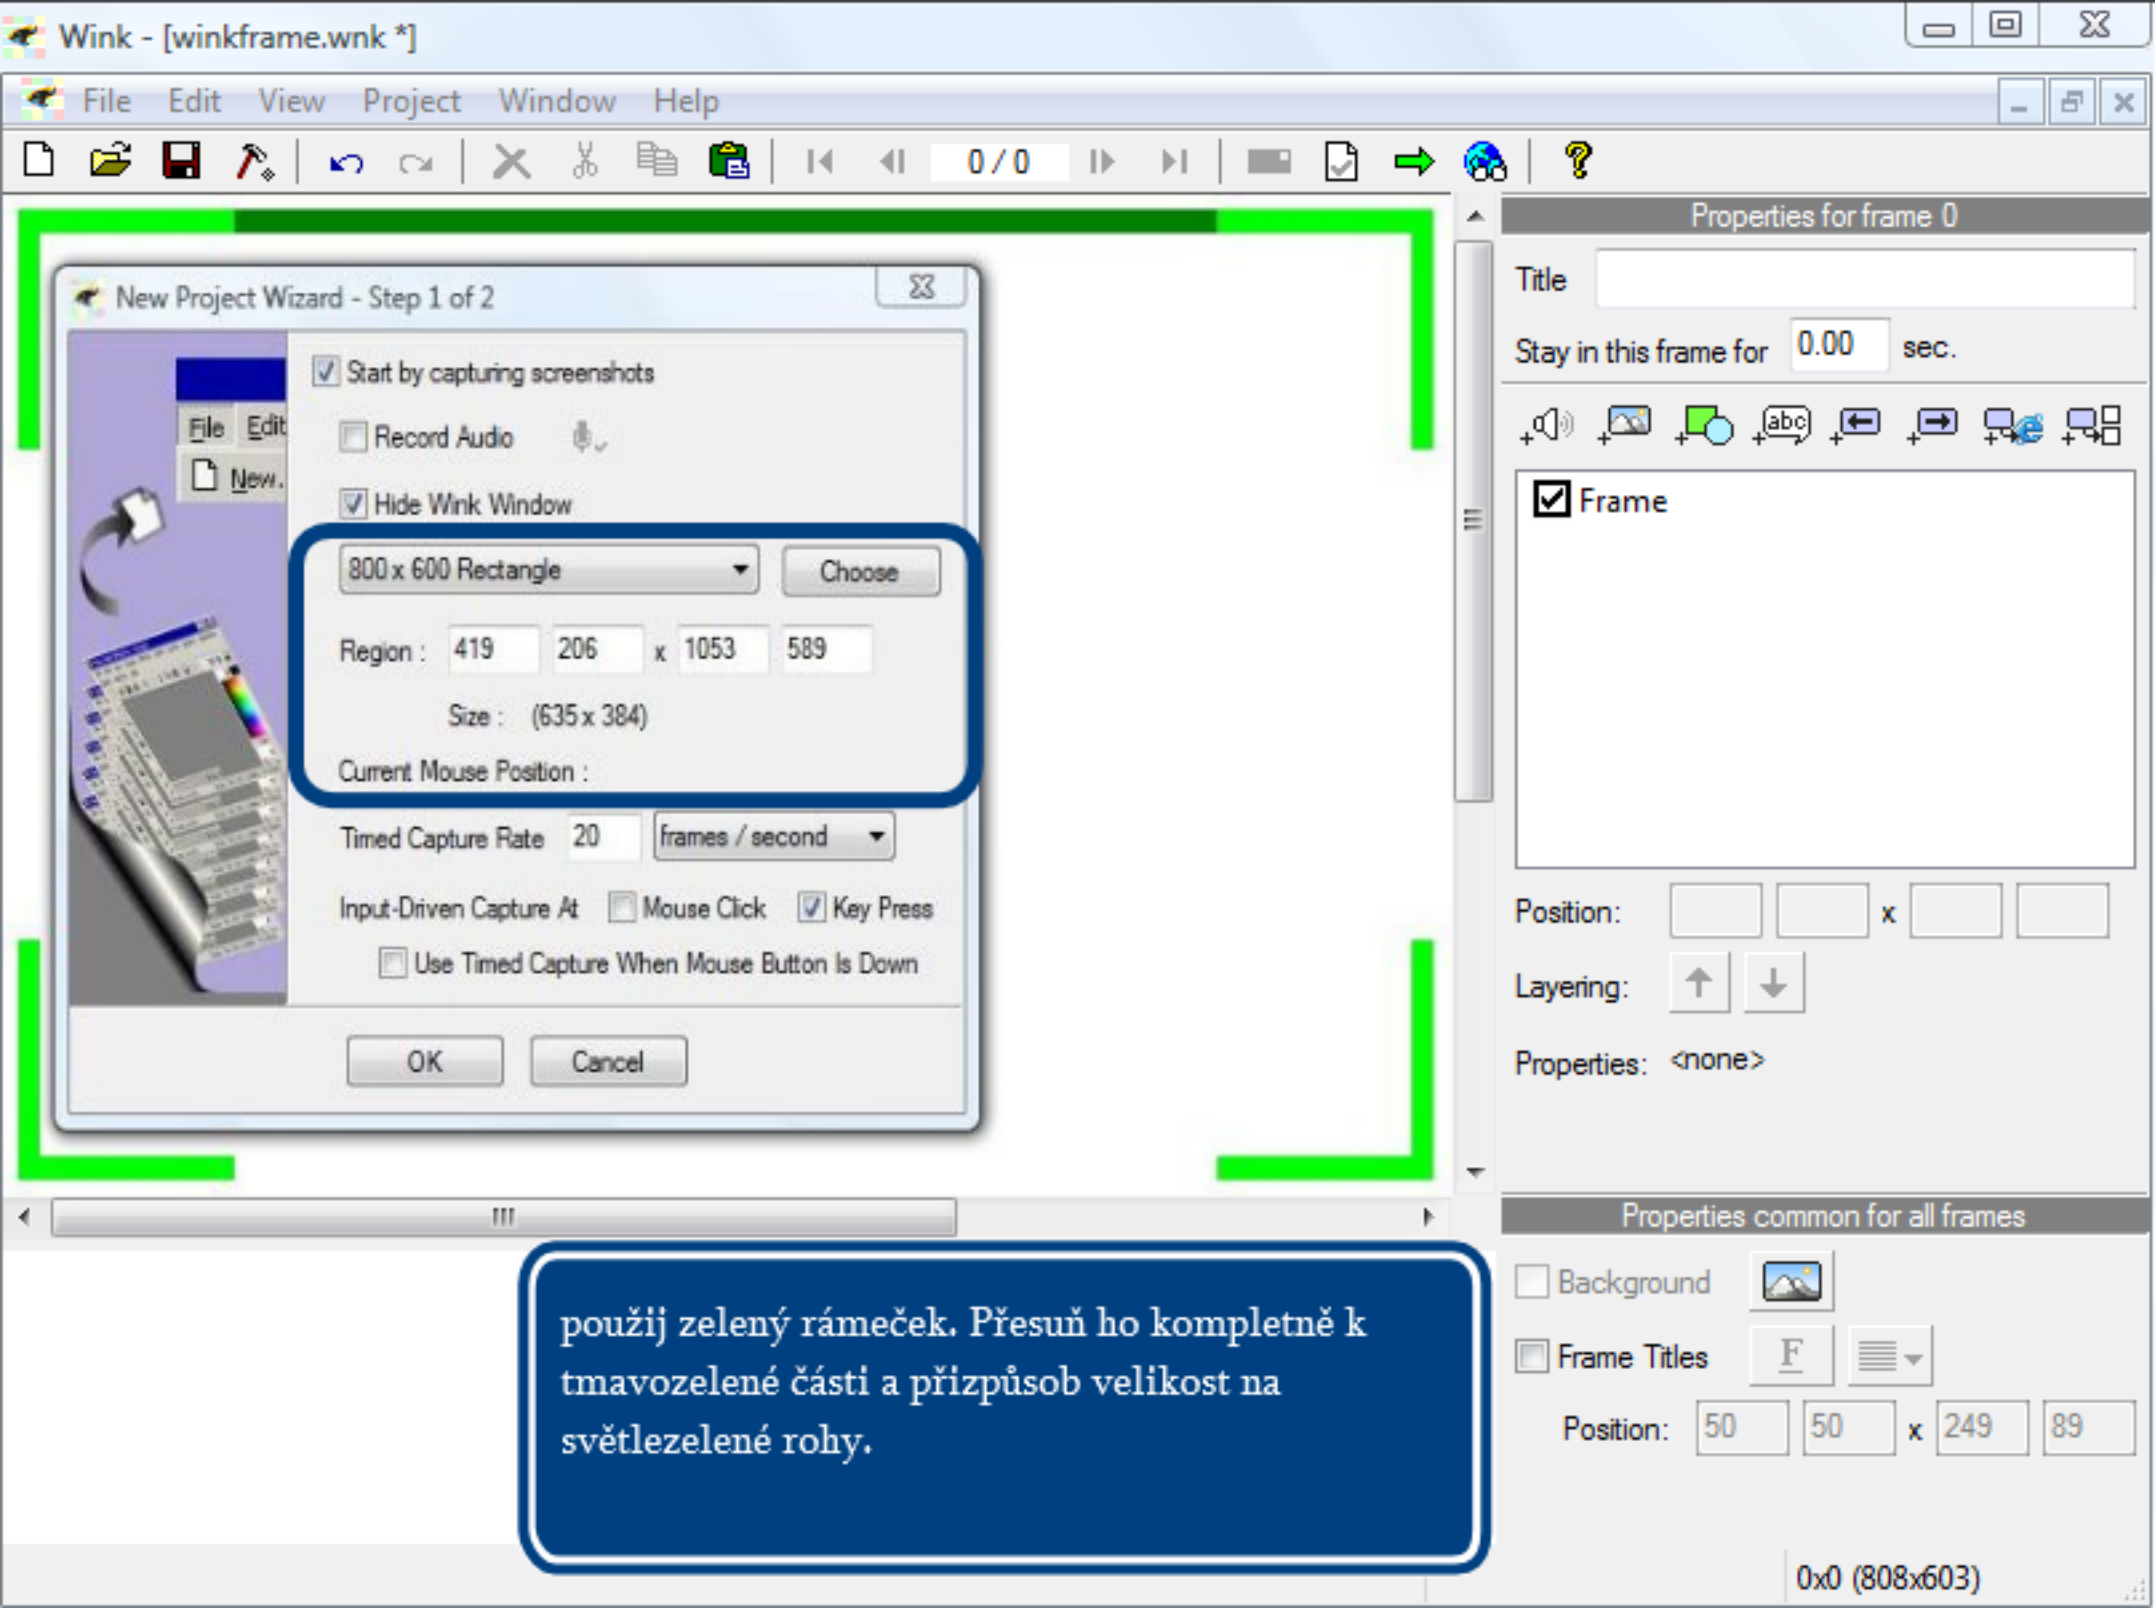 Wink - [winkframe.wnk *]
File Edit View Project Window Help
0 / 0
Properties for frame 0
Title
Stay in this frame for 0.00 sec.
Frame
Position: x
Layering:
Properties: <none>
New Project Wizard - Step 1 of 2
File Edit
New.
Start by capturing screenshots
Record Audio
Hide Wink Window
800 x 600 Rectangle Choose
Region : 419 206 x 1053 589
Size : (635 x 384)
Current Mouse Position :
Timed Capture Rate 20 frames / second
Input-Driven Capture At Mouse Click Key Press
Use Timed Capture When Mouse Button Is Down
OK Cancel
Properties common for all frames
Background
Frame Titles F
Position: 50 50 x 249 89
použij zelený rámeček. Přesuň ho kompletně k
tmavozelené části a přizpůsob velikost na
světlezelené rohy.
0x0 (808x603)